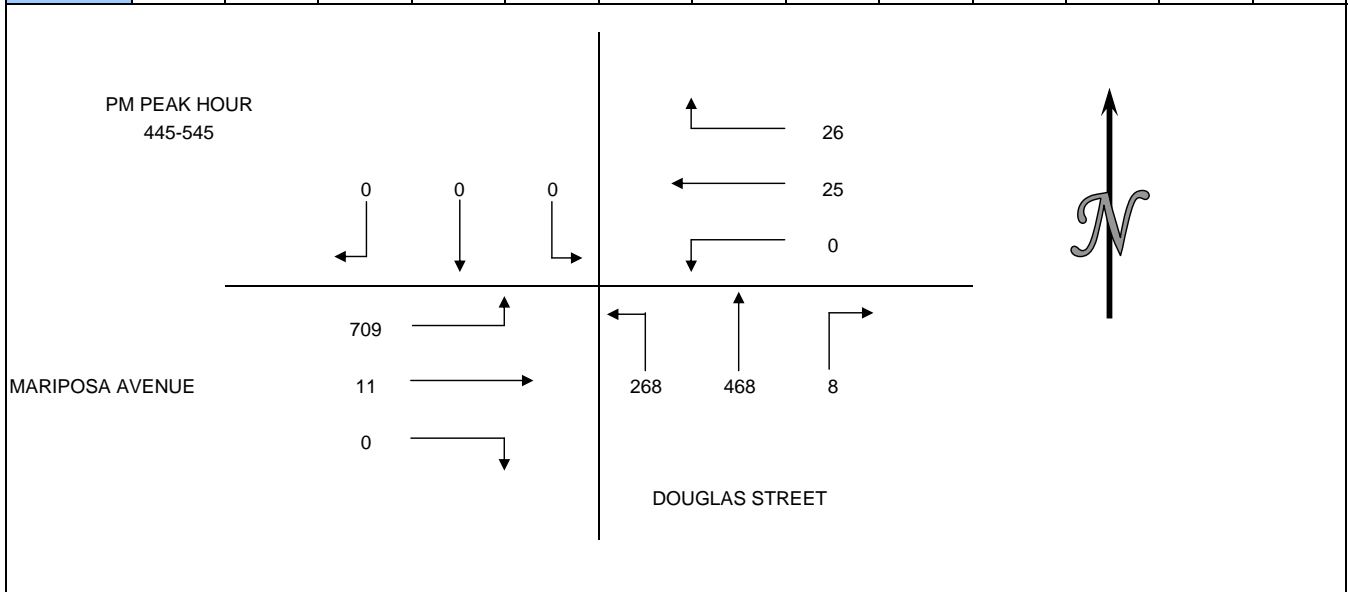 PM PEAK HOUR
445-545
26
0 0 0
25
0
709
MARIPOSA AVENUE 11
268 468 8
0
DOUGLAS STREET
N